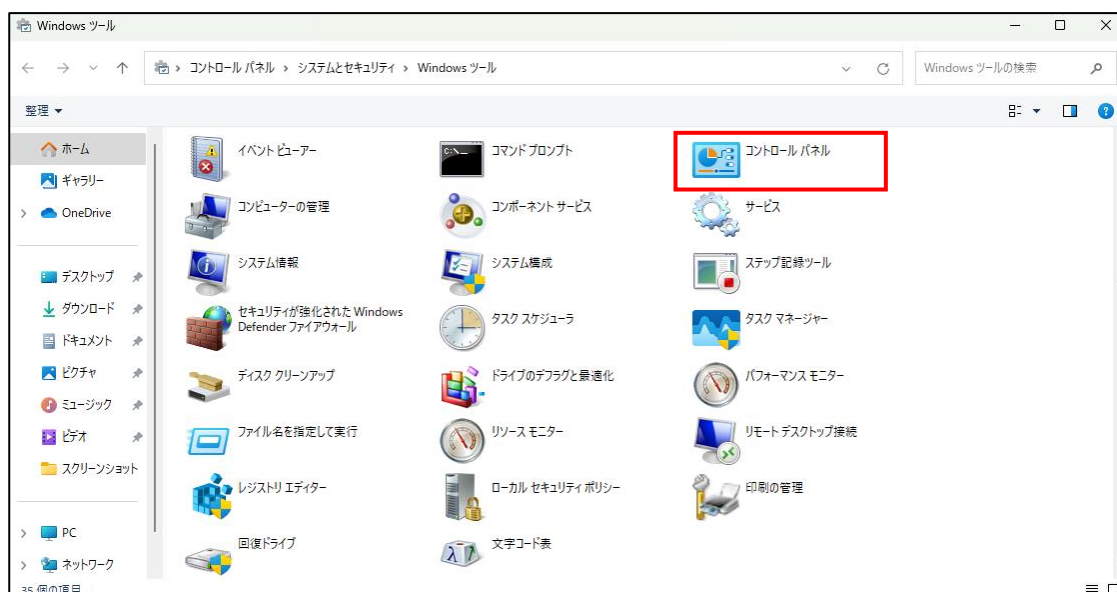 Windows ツール
コントロール パネル › システムとセキュリティ › Windows ツール
Windows ツールの検索
整理
ホーム
ギャラリー
OneDrive
デスクトップ
ダウンロード
ドキュメント
ピクチャ
ミュージック
ビデオ
スクリーンショット
PC
ネットワーク
イベント ビューアー
コマンド プロンプト
コントロール パネル
コンピューターの管理
コンポーネント サービス
サービス
システム情報
システム構成
ステップ記録ツール
セキュリティが強化された Windows
Defender ファイアウォール
タスク スケジューラ
タスク マネージャー
ディスク クリーンアップ
ドライブのデフラグと最適化
パフォーマンス モニター
ファイル名を指定して実行
リソース モニター
リモート デスクトップ接続
レジストリ エディター
ローカル セキュリティ ポリシー
印刷の管理
回復ドライブ
文字コード表
35 個の項目